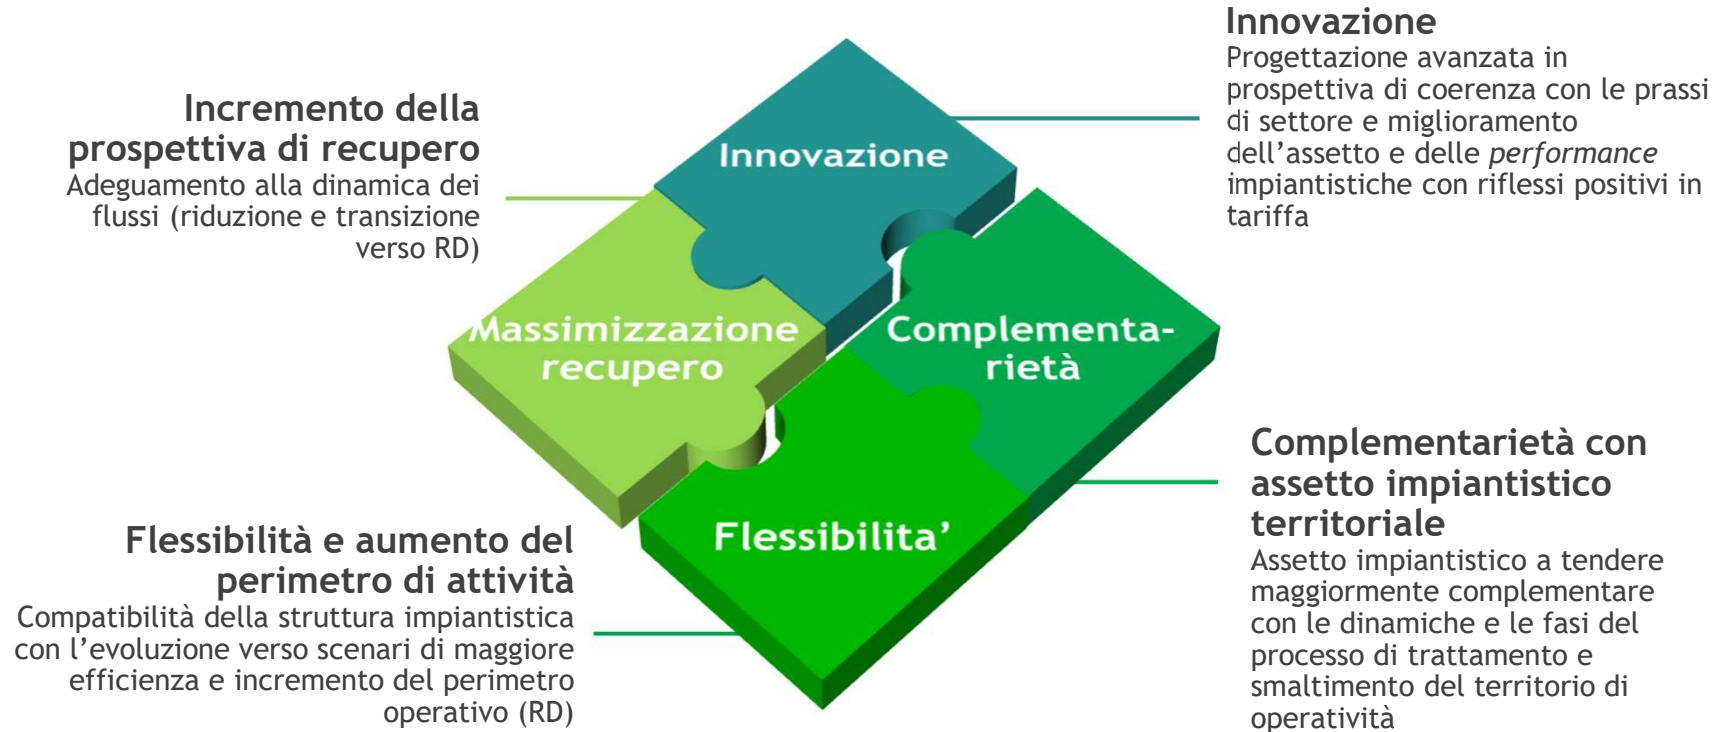 Incremento della
prospettiva di recupero
Adeguamento alla dinamica dei
flussi (riduzione e transizione
verso RD)
Innovazione
Progettazione avanzata in
prospettiva di coerenza con le prassi
di settore e miglioramento
dell’assetto e delle performance
impiantistiche con riflessi positivi in
tariffa
Innovazione
Massimizzazione
recupero
Complementa-
rietà
Flessibilita’
Flessibilità e aumento del
perimetro di attività
Compatibilità della struttura impiantistica
con l’evoluzione verso scenari di maggiore
efficienza e incremento del perimetro
operativo (RD)
Complementarietà con
assetto impiantistico
territoriale
Assetto impiantistico a tendere
maggiormente complementare
con le dinamiche e le fasi del
processo di trattamento e
smaltimento del territorio di
operatività